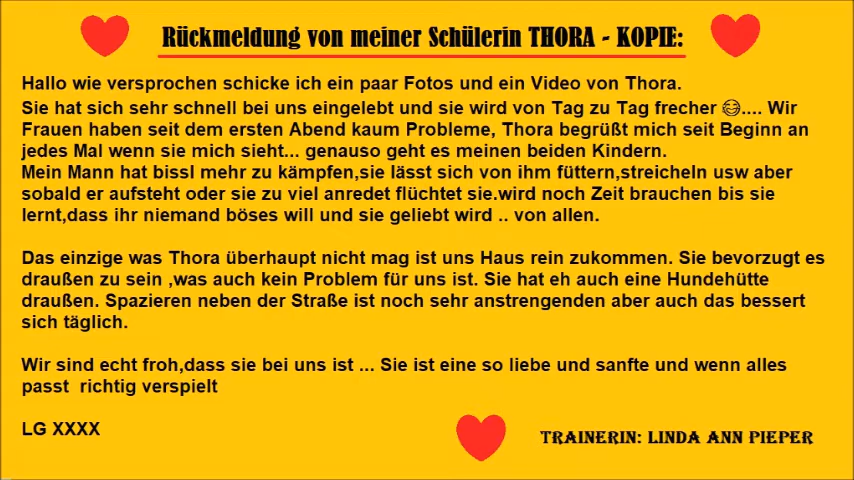 Rückmeldung von meiner Schülerin THORA - KOPIE:
Hallo wie versprochen schicke ich ein paar Fotos und ein Video von Thora.
Sie hat sich sehr schnell bei uns eingelebt und sie wird von Tag zu Tag frecher 😂.... Wir
Frauen haben seit dem ersten Abend kaum Probleme, Thora begrüßt mich seit Beginn an
jedes Mal wenn sie mich sieht... genauso geht es meinen beiden Kindern.
Mein Mann hat bissl mehr zu kämpfen,sie lässt sich von ihm füttern,streicheln usw aber
sobald er aufsteht oder sie zu viel anredet flüchtet sie.wird noch Zeit brauchen bis sie
lernt,dass ihr niemand böses will und sie geliebt wird .. von allen.
Das einzige was Thora überhaupt nicht mag ist uns Haus rein zukommen. Sie bevorzugt es
draußen zu sein ,was auch kein Problem für uns ist. Sie hat eh auch eine Hundehütte
draußen. Spazieren neben der Straße ist noch sehr anstrengenden aber auch das bessert
sich täglich.
Wir sind echt froh,dass sie bei uns ist ... Sie ist eine so liebe und sanfte und wenn alles
passt richtig verspielt
LG XXXX
TRAINERIN: LINDA ANN PIEPER